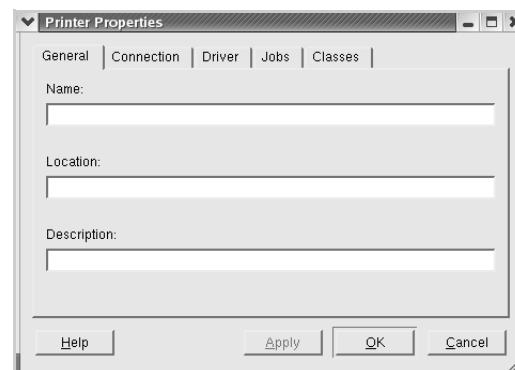 Printer Properties
General Connection Driver Jobs Classes
Name:
Location:
Description:
Help Apply OK Cancel